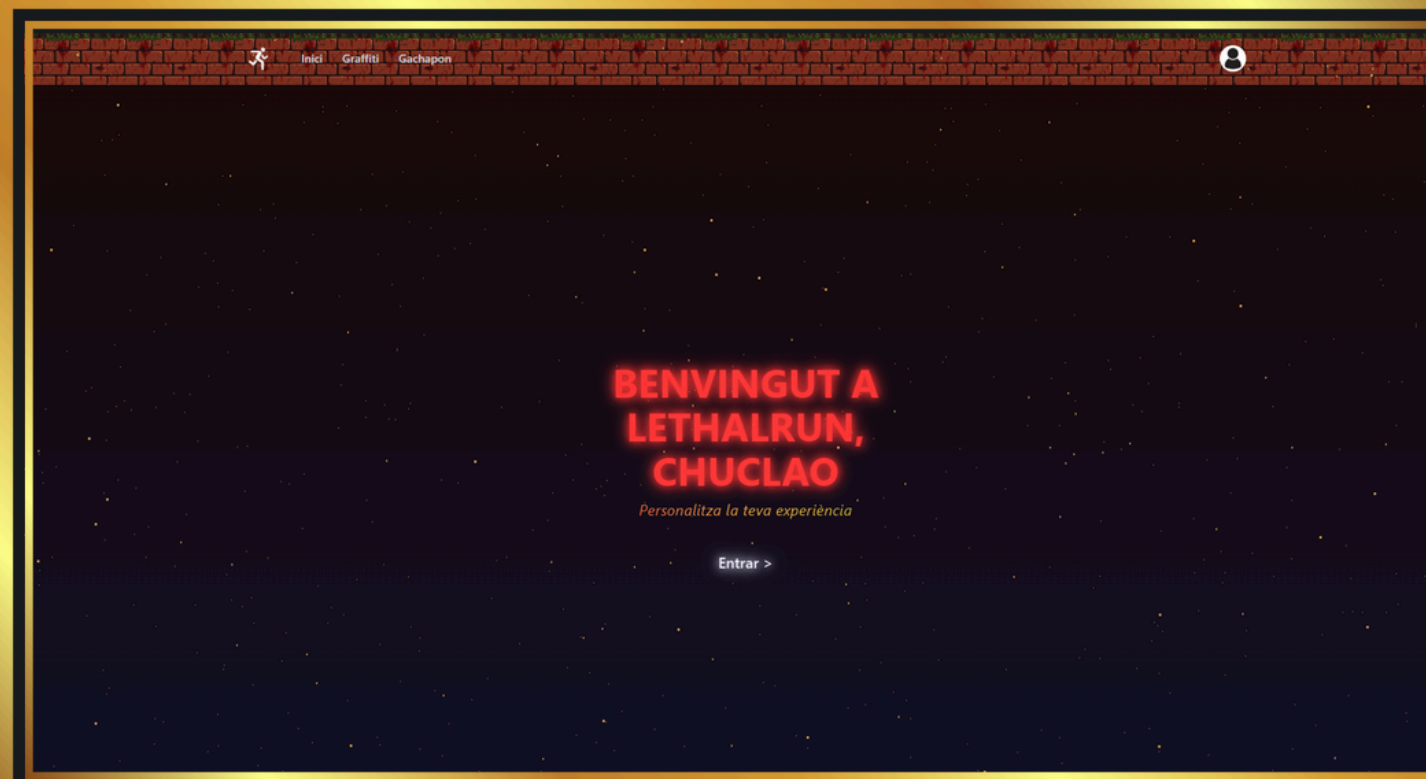 Inici Graffiti Gachapon
BENVINGUT A
LETHALRUN,
CHUCLAO
Personalitza la teva experiència
Entrar >